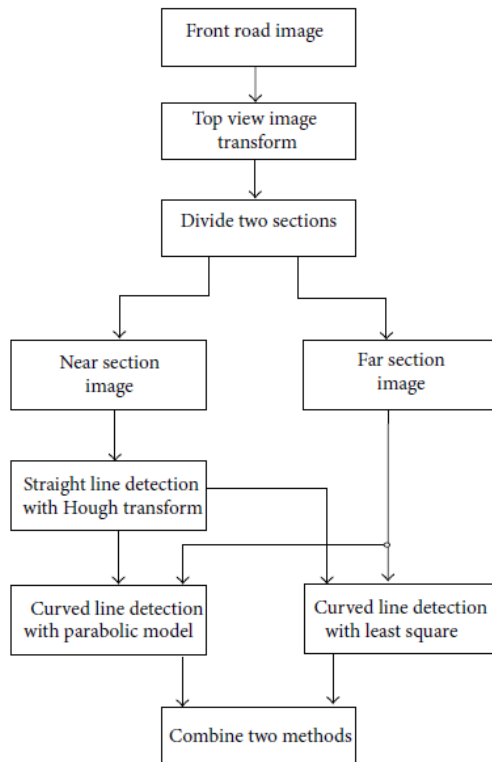 Front road image
Top view image
transform
Divide two sections
Near section
image
Far section
image
Straight line detection
with Hough transform
Curved line detection
with parabolic model
Curved line detection
with least square
Combine two methods